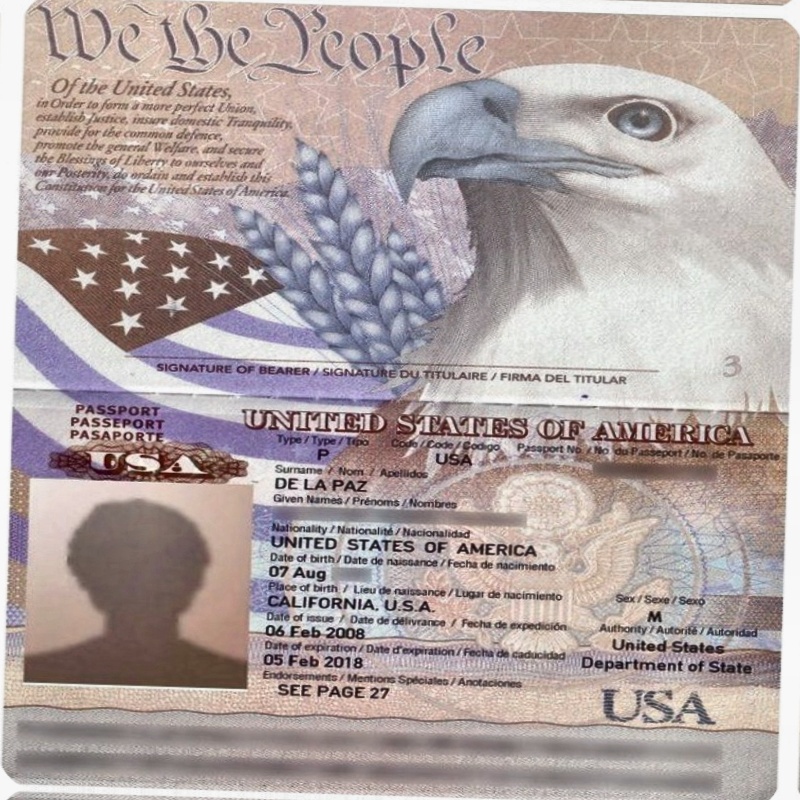 We the People
Of the United States,
in Order to form a more perfect Union,
establish Justice, insure domestic Tranquility,
provide for the common defence,
promote the general Welfare, and secure
the Blessings of Liberty to ourselves and
our Posterity, do ordain and establish this
Constitution for the United States of America.
3
SIGNATURE OF BEARER / SIGNATURE DU TITULAIRE / FIRMA DEL TITULAR
PASSPORT
PASSEPORT
PASAPORTE
USA
UNITED STATES OF AMERICA
Type / Type / Tipo Code / Code / Codigo Passport No. / No. du Passeport / No. de Pasaporte
P USA
Surname / Nom / Apellidos
DE LA PAZ
Given Names / Prénoms / Nombres
Nationality / Nationalité / Nacionalidad
UNITED STATES OF AMERICA
Date of birth / Date de naissance / Fecha de nacimiento
07 Aug
Place of birth / Lieu de naissance / Lugar de nacimiento
CALIFORNIA, U.S.A.
Date of issue / Date de délivrance / Fecha de expedición
06 Feb 2008
Date of expiration / Date d'expiration / Fecha de caducidad
05 Feb 2018
Endorsements / Mentions Spéciales / Anotaciones
SEE PAGE 27
Sex / Sexe / Sexo
M
Authority / Autorité / Autoridad
United States
Department of State
USA